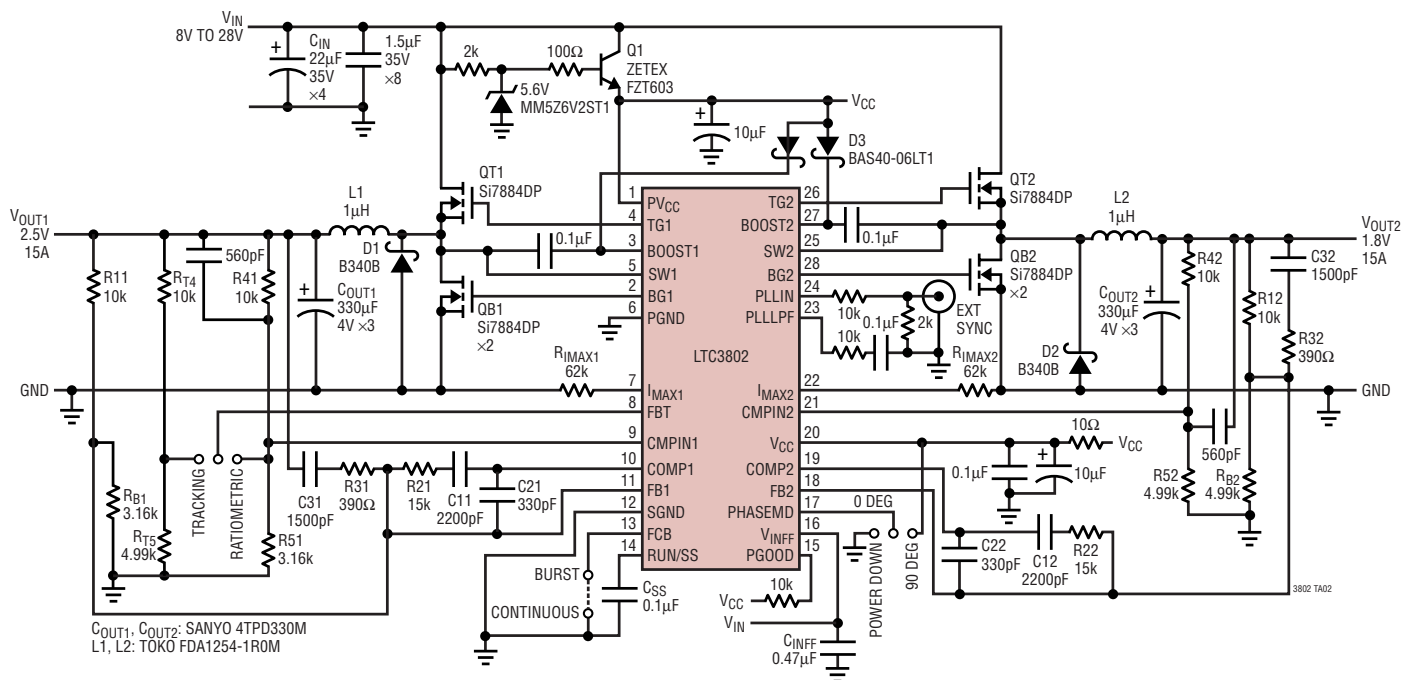 VIN
8V TO 28V
CIN
22µF
35V
×4
1.5µF
35V
×8
2k
100Ω
Q1
ZETEX
FZT603
5.6V
MM5Z6V2ST1
VCC
10µF
D3
BAS40-06LT1
QT1
Si7884DP
QT2
Si7884DP
L1
1µH
L2
1µH
VOUT1
2.5V
15A
VOUT2
1.8V
15A
560pF
D1
B340B
0.1µF
0.1µF
R11
10k
RT4
10k
R41
10k
COUT1
330µF
4V ×3
QB1
Si7884DP
×2
QB2
Si7884DP
×2
R42
10k
C32
1500pF
COUT2
330µF
4V ×3
R12
10k
R32
390Ω
D2
B340B
1 PVCC
4 TG1
3 BOOST1
5 SW1
2 BG1
6 PGND
LTC3802
7 IMAX1
8 FBT
9 CMPIN1
10 COMP1
11 FB1
12 SGND
13 FCB
14 RUN/SS
TG2 26
BOOST2 27
SW2 25
BG2 28
PLLIN 24
PLLLPF 23
IMAX2 22
CMPIN2 21
VCC 20
COMP2 19
FB2 18
PHASEMD 17
VINFF 16
PGOOD 15
10k
0.1µF
2k
10k
EXT
SYNC
RIMAX1
62k
RIMAX2
62k
GND
GND
10Ω
VCC
0.1µF
10µF
560pF
R52
4.99k
RB2
4.99k
RB1
3.16k
RT5
4.99k
TRACKING
RATIOMETRIC
R51
3.16k
C31
1500pF
R31
390Ω
R21
15k
C11
2200pF
C21
330pF
0 DEG
POWER DOWN
90 DEG
C22
330pF
C12
2200pF
R22
15k
BURST
CONTINUOUS
CSS
0.1µF
10k
VCC
VIN
CINFF
0.47µF
3802 TA02
COUT1, COUT2: SANYO 4TPD330M
L1, L2: TOKO FDA1254-1R0M